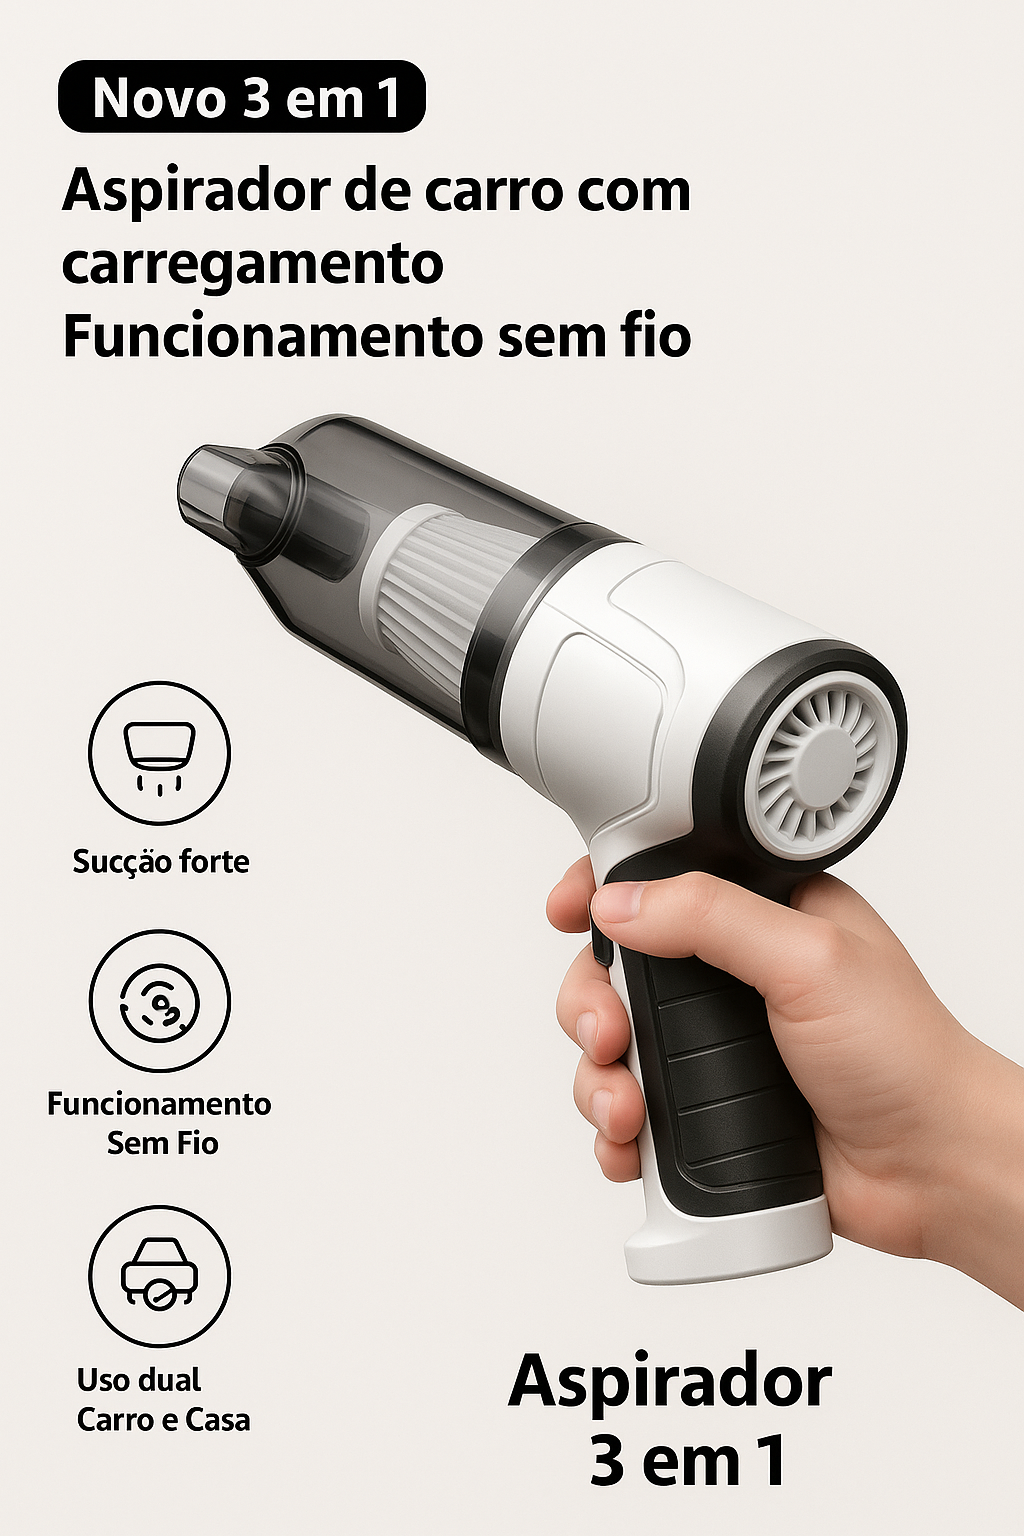 Novo 3 em 1
Aspirador de carro com
carregamento
Funcionamento sem fio
Sucção forte
Funcionamento
Sem Fio
Uso dual
Carro e Casa
Aspirador
3 em 1